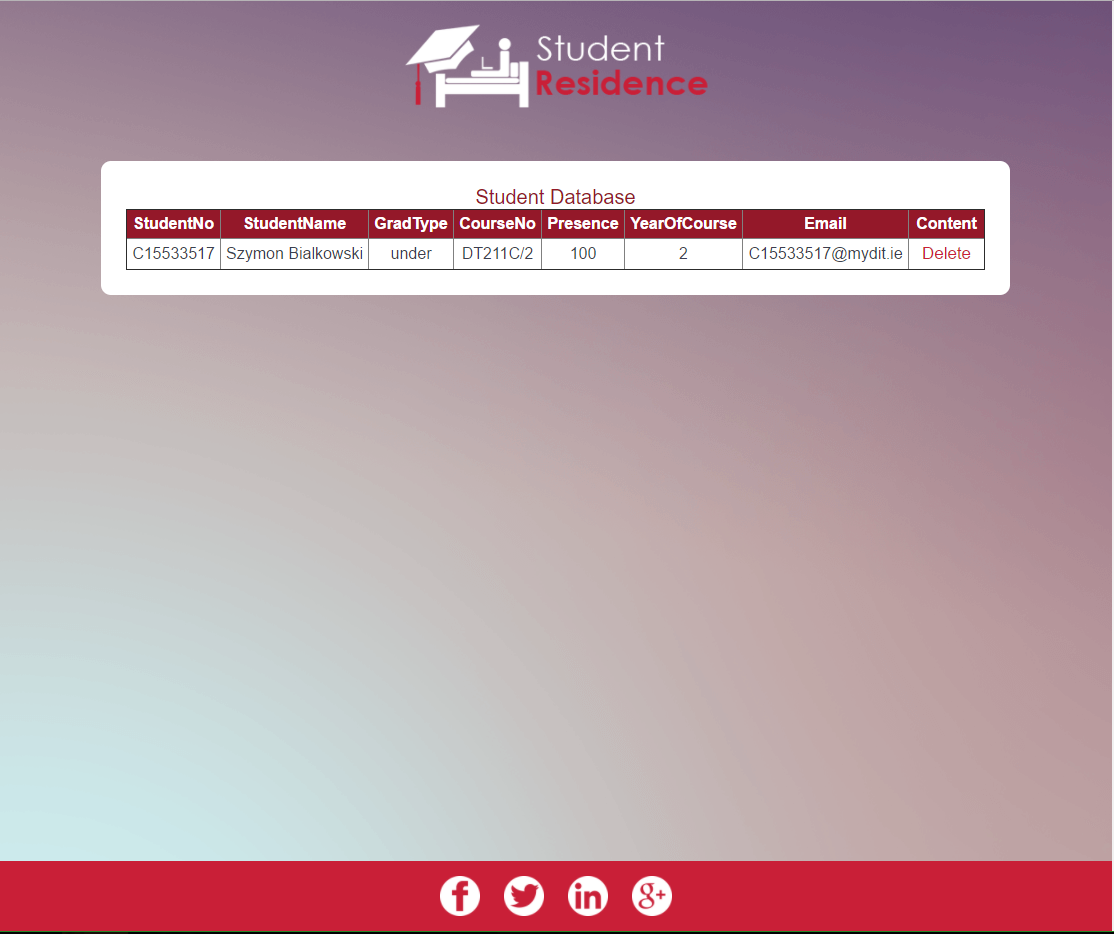 Student
Residence
Student Database
StudentNo StudentName GradType CourseNo Presence YearOfCourse Email Content
C15533517 Szymon Bialkowski under DT211C/2 100 2 C15533517@mydit.ie Delete
f in g+